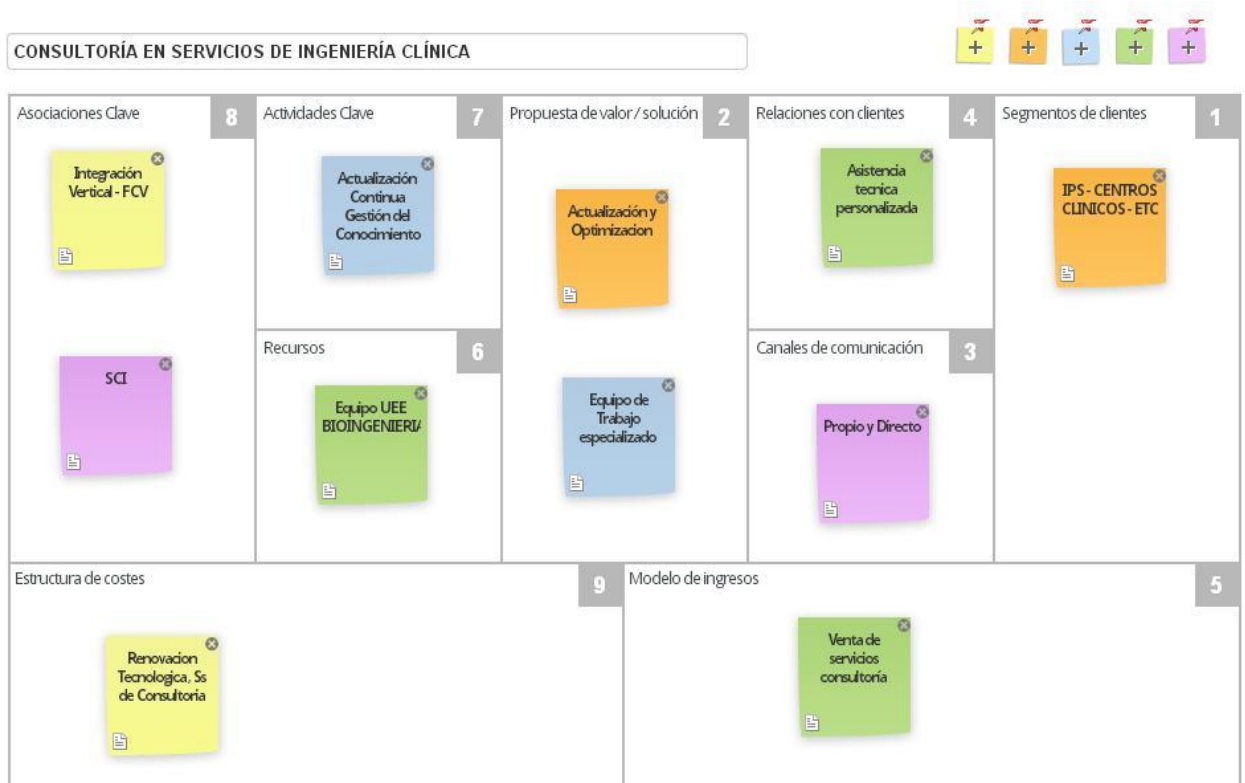 CONSULTORÍA EN SERVICIOS DE INGENIERÍA CLÍNICA
+ + + + +
Asociaciones Clave
8
Integración
Vertical - FCV
SCI
Actividades Clave
7
Actualización
Continua
Gestión del
Conocimiento
Recursos
6
Equipo UEE
BIOINGENIERIA
Propuesta de valor / solución
2
Actualización y
Optimizacion
Equipo de
Trabajo
especializado
Relaciones con clientes
4
Asistencia
tecnica
personalizada
Canales de comunicación
3
Propio y Directo
Segmentos de clientes
1
IPS - CENTROS
CLINICOS - ETC
Estructura de costes
9
Renovacion
Tecnologica, Ss
de Consultoria
Modelo de ingresos
5
Venta de
servicios
consultoría